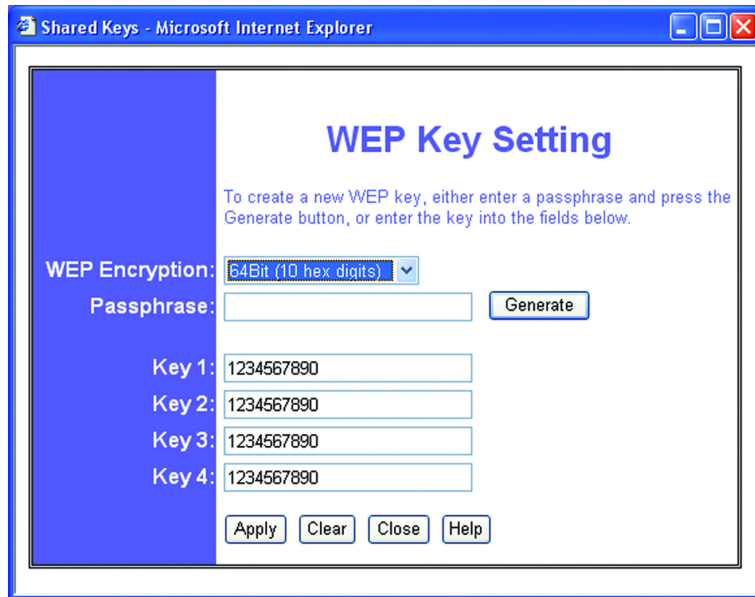 Shared Keys - Microsoft Internet Explorer
WEP Key Setting
To create a new WEP key, either enter a passphrase and press the
Generate button, or enter the key into the fields below.
WEP Encryption: 64Bit (10 hex digits)
Passphrase: Generate
Key 1: 1234567890
Key 2: 1234567890
Key 3: 1234567890
Key 4: 1234567890
Apply Clear Close Help